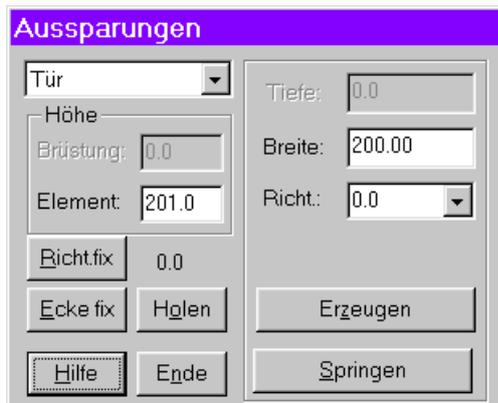 Aussparungen
Tür
Höhe
Brüstung: 0.0
Element: 201.0
Richt.fix 0.0
Ecke fix Holen
Hilfe Ende
Tiefe: 0.0
Breite: 200.00
Richt.: 0.0
Erzeugen
Springen